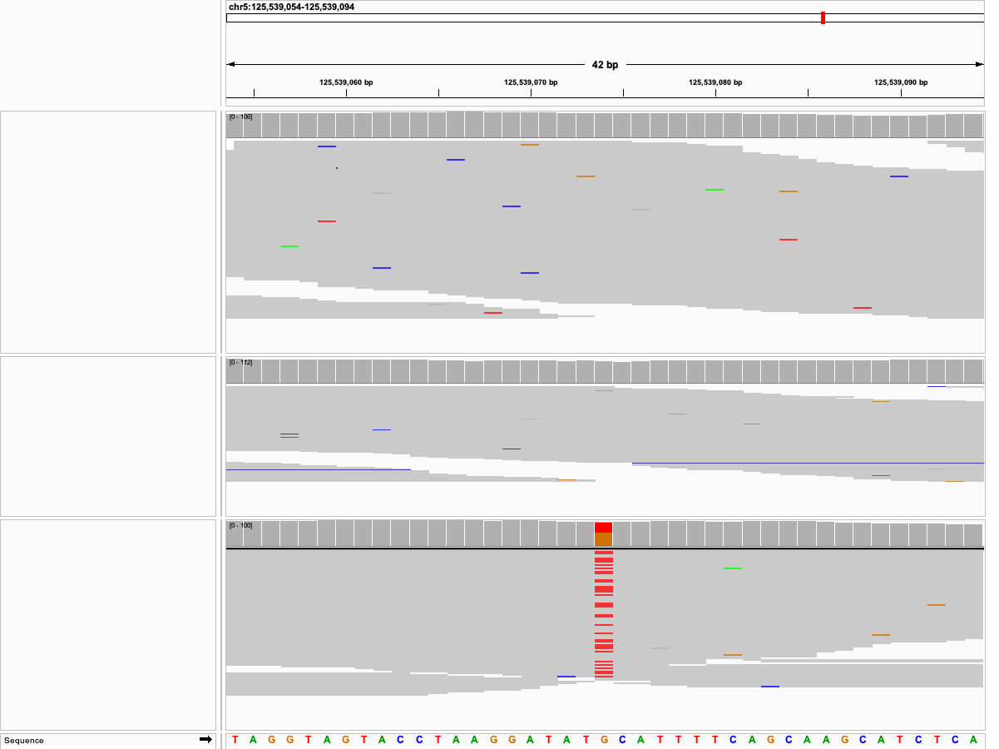 chr5:125,539,054-125,539,094
42 bp
125,539,060 bp 125,539,070 bp 125,539,080 bp 125,539,090 bp
[0 - 106]
[0 - 112]
[0 - 100]
Sequence T A G G T A G T A C C T A A G G A T A T G C A T T T T C A G C A A G C A T C T C A